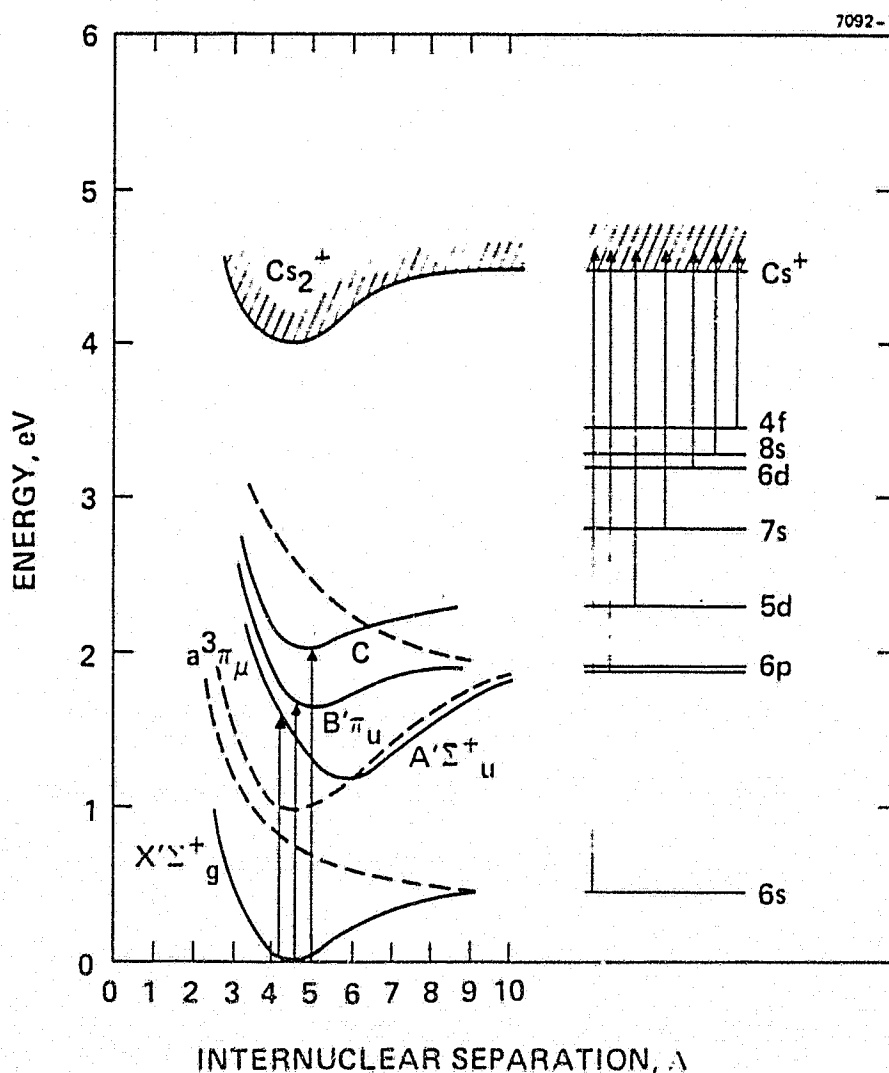 7092-
6
5
4
3
2
1
0
ENERGY, eV
Cs2+
Cs+
4f
8s
6d
7s
5d
6p
6s
C
a3πμ
B′πu
A′Σ+u
X′Σ+g
0 1 2 3 4 5 6 7 8 9 10
INTERNUCLEAR SEPARATION,